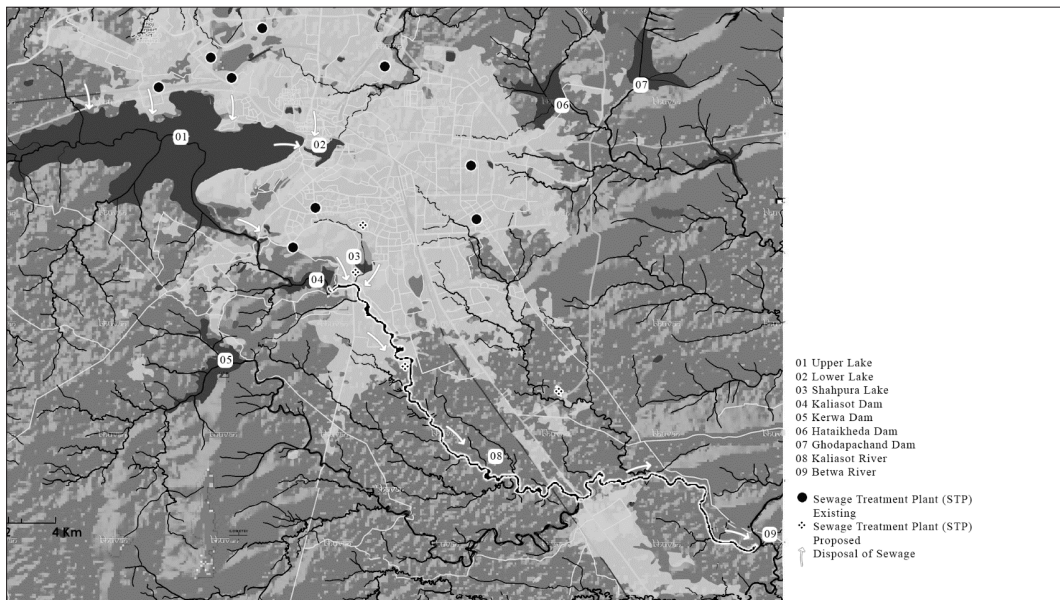 01
02
03
04
05
06
07
08
09
4 Km
01 Upper Lake
02 Lower Lake
03 Shahpura Lake
04 Kaliasot Dam
05 Kerwa Dam
06 Hataikheda Dam
07 Ghodapachand Dam
08 Kaliasot River
09 Betwa River
Sewage Treatment Plant (STP)
Existing
Sewage Treatment Plant (STP)
Proposed
Disposal of Sewage